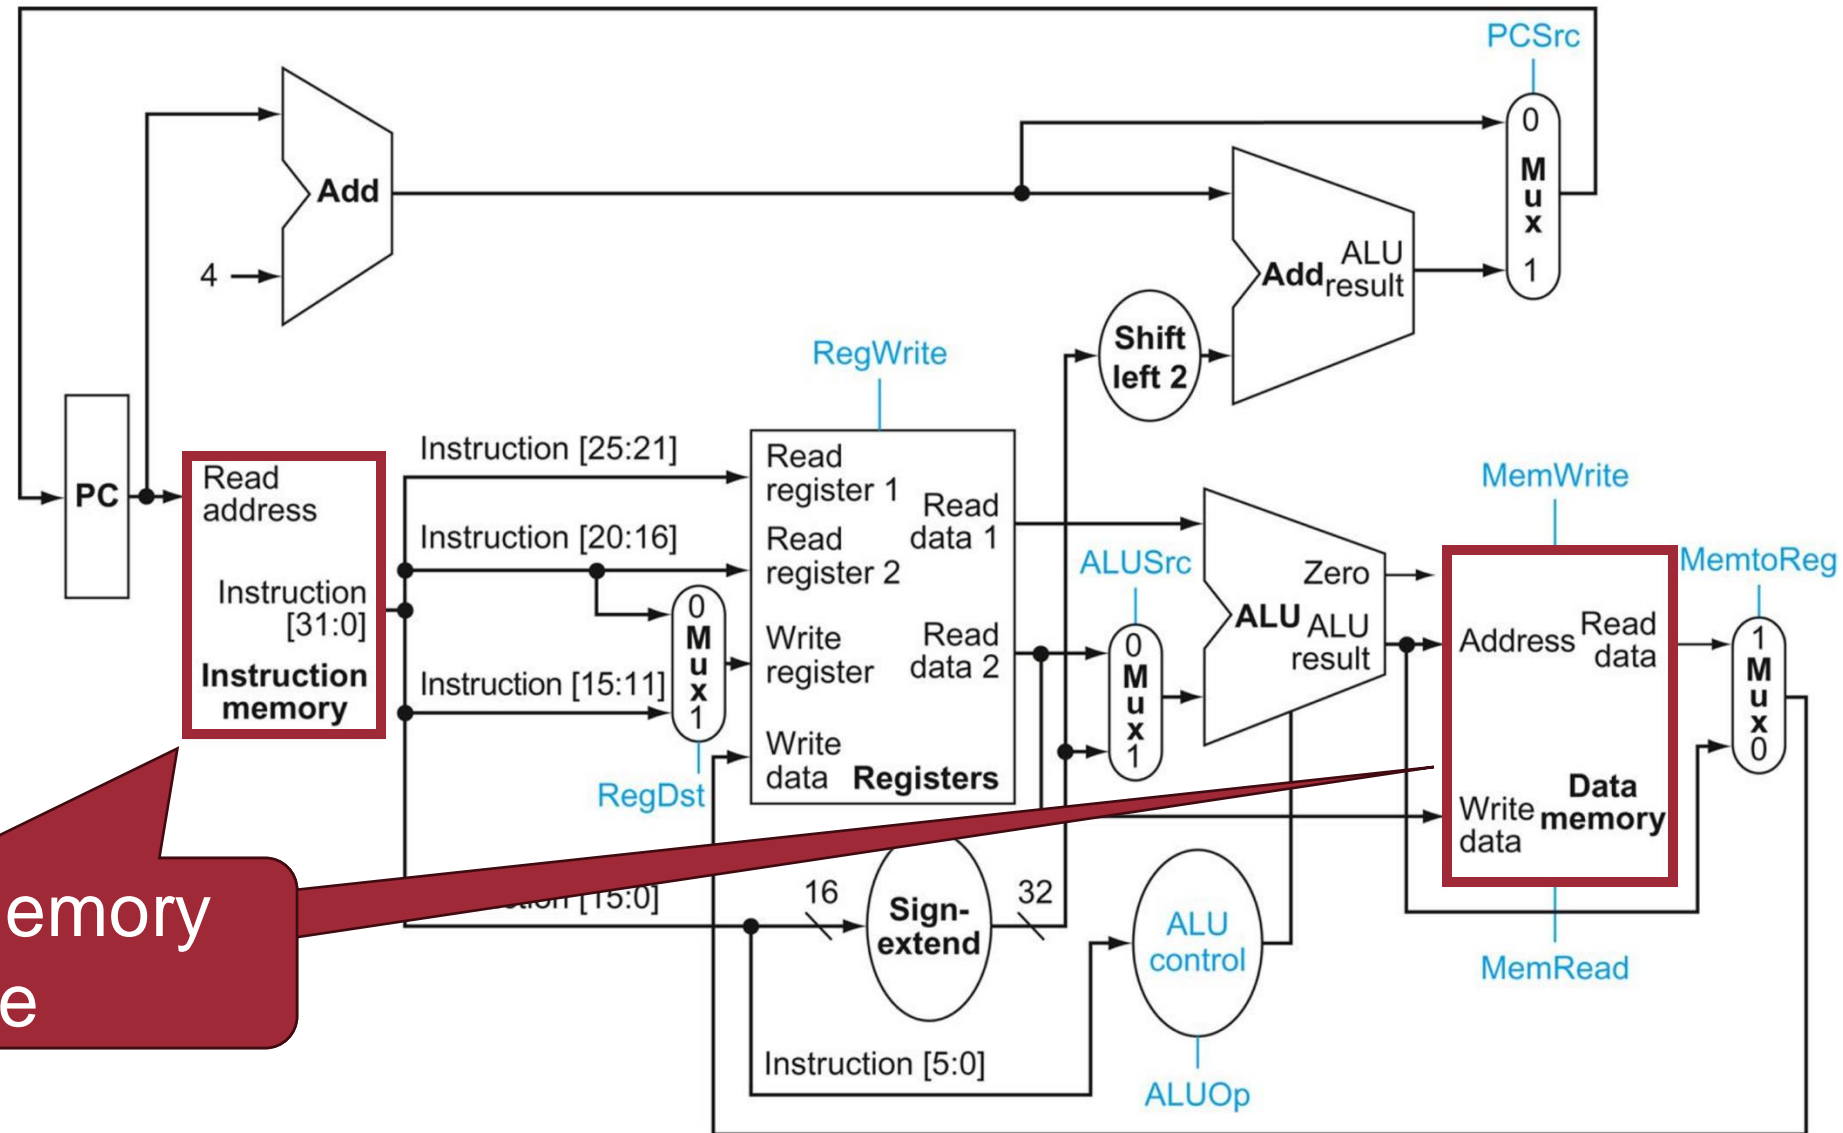 PCSrc
0
M
u
x
1
Add
4
Add
ALU
result
Shift
left 2
RegWrite
PC
Read
address
Instruction
[31:0]
Instruction
memory
Instruction [25:21]
Instruction [20:16]
Instruction [15:11]
0
M
u
x
1
RegDst
Read
register 1
Read
register 2
Write
register
Write
data
Read
data 1
Read
data 2
Registers
ALUSrc
0
M
u
x
1
Zero
ALU
ALU
result
MemWrite
Address
Read
data
Write
data
Data
memory
MemRead
MemtoReg
1
M
u
x
0
[15:0]
16
Sign-
extend
32
ALU
control
ALUOp
Instruction [5:0]